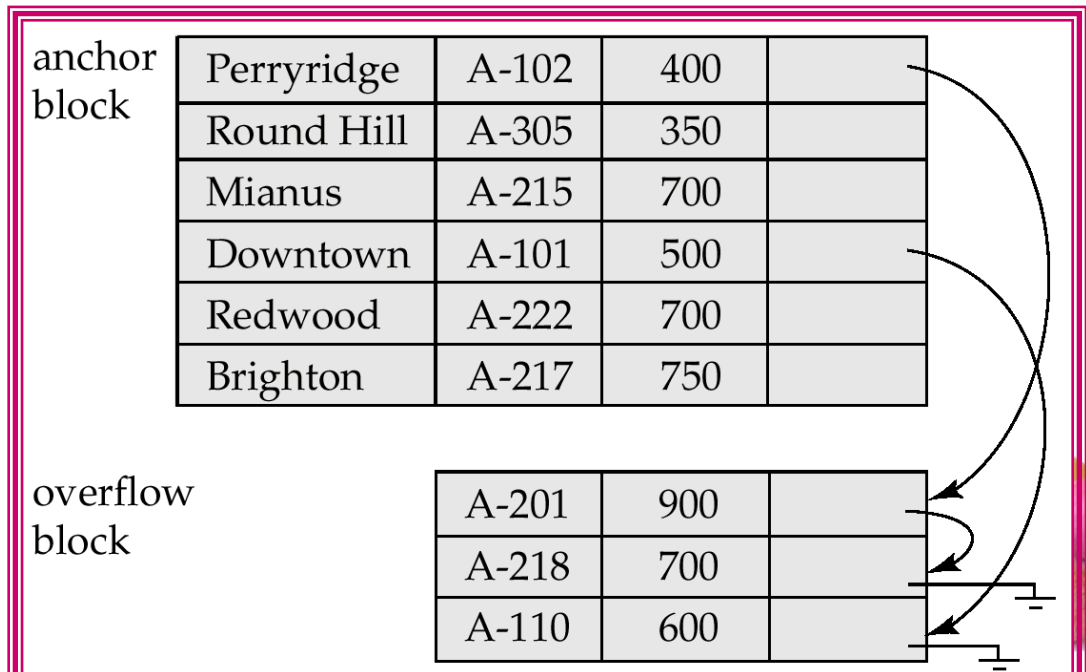 anchor block
Perryridge A-102 400
Round Hill A-305 350
Mianus A-215 700
Downtown A-101 500
Redwood A-222 700
Brighton A-217 750
overflow block
A-201 900
A-218 700
A-110 600